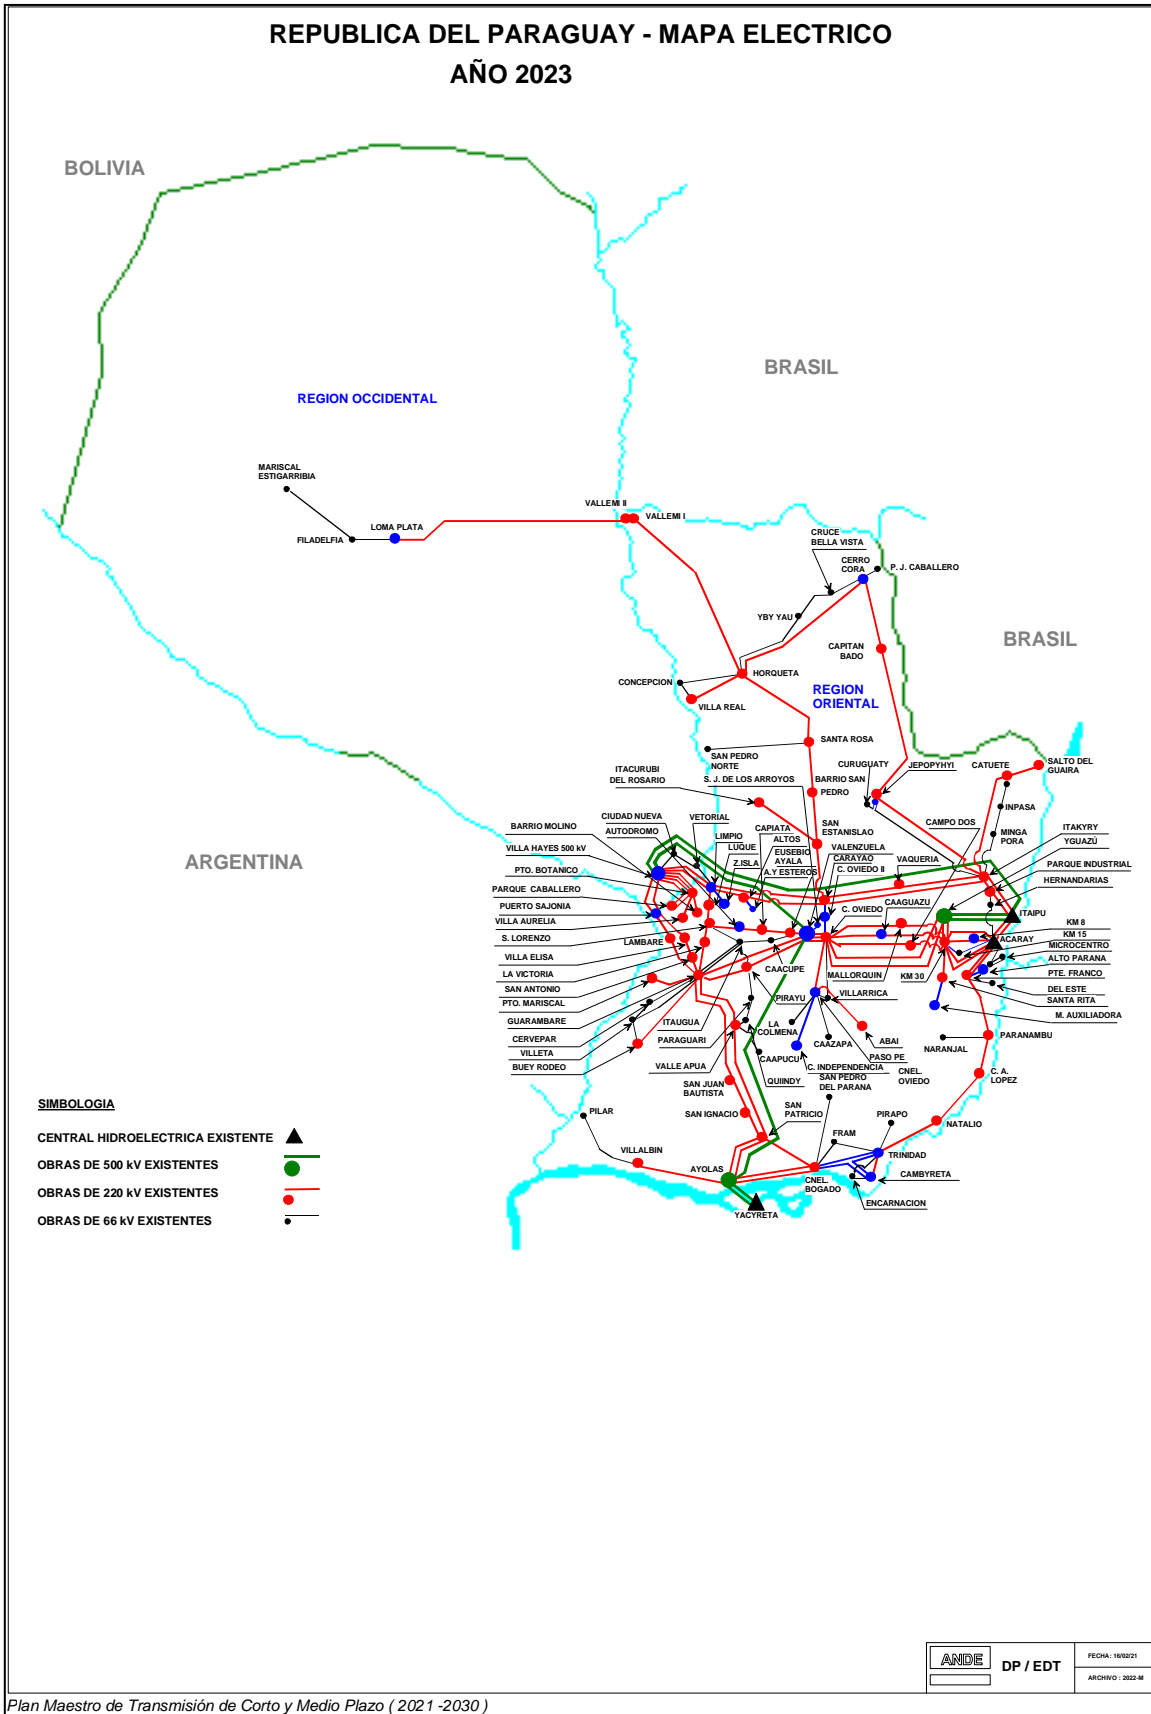 REPUBLICA DEL PARAGUAY - MAPA ELECTRICO
AÑO 2023
BOLIVIA
BRASIL
REGION OCCIDENTAL
MARISCAL
ESTIGARRIBIA
VALLEMI II
VALLEMI I
LOMA PLATA
FILADELFIA
CRUCE
BELLA VISTA
CERRO
CORA
P. J. CABALLERO
YBY YAU
BRASIL
CAPITAN
BADO
HORQUETA
CONCEPCION
VILLA REAL
REGION
ORIENTAL
SANTA ROSA
SAN PEDRO
NORTE
ITACURUBI
DEL ROSARIO
S. J. DE LOS ARROYOS
BARRIO SAN
PEDRO
CURUGUATY
JEPOPYHYI
CATUETE
SALTO DEL
GUAIRA
INPASA
MINGA
PORA
CAMPO DOS
ITAKYRY
YGUAZÚ
PARQUE INDUSTRIAL
HERNANDARIAS
ITAIPU
CIUDAD NUEVA
VETORIAL
AUTODROMO
BARRIO MOLINO
VILLA HAYES 500 kV
PTO. BOTANICO
PARQUE CABALLERO
PUERTO SAJONIA
VILLA AURELIA
S. LORENZO
LAMBARE
VILLA ELISA
LA VICTORIA
SAN ANTONIO
PTO. MARISCAL
GUARAMBARE
CERVEPAR
VILLETA
BUEY RODEO
LIMPIO
LUQUE
Z.ISLA
CAPIATA
ALTOS
EUSEBIO
AYALA
A.Y ESTEROS
SAN
ESTANISLAO
VALENZUELA
CARAYAO
C. OVIEDO II
VAQUERIA
C. OVIEDO
CAAGUAZU
ARGENTINA
KM 8
ACARAY
KM 15
MICROCENTRO
ALTO PARANA
PTE. FRANCO
DEL ESTE
SANTA RITA
M. AUXILIADORA
MALLORQUIN
KM 30
CAACUPE
PIRAYU
VILLARRICA
ITAUGUA
PARAGUARI
LA
COLMENA
CAAZAPA
ABAI
PASO PE
NARANJAL
PARANAMBU
VALLE APUA
CAAPUCU
QUIINDY
C. INDEPENDENCIA
CNEL.
OVIEDO
SAN PEDRO
DEL PARANA
C. A.
LOPEZ
SAN JUAN
BAUTISTA
SAN IGNACIO
SAN
PATRICIO
PIRAPO
FRAM
NATALIO
PILAR
VILLALBIN
AYOLAS
TRINIDAD
CNEL.
BOGADO
CAMBYRETA
ENCARNACION
YACYRETA
SIMBOLOGIA
CENTRAL HIDROELECTRICA EXISTENTE
OBRAS DE 500 kV EXISTENTES
OBRAS DE 220 kV EXISTENTES
OBRAS DE 66 kV EXISTENTES
ANDE
DP / EDT
FECHA: 16/02/21
ARCHIVO : 2022-M
Plan Maestro de Transmisión de Corto y Medio Plazo ( 2021 -2030 )